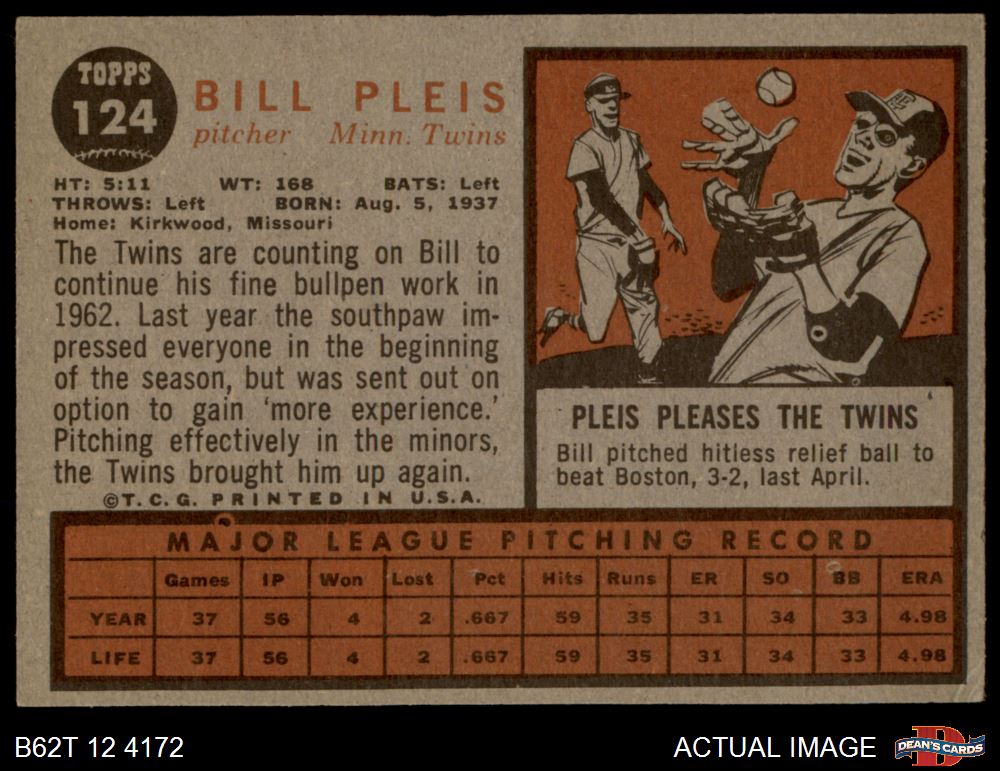 TOPPS
124
BILL PLEIS
pitcher Minn. Twins
HT: 5:11 WT: 168 BATS: Left
THROWS: Left BORN: Aug. 5, 1937
Home: Kirkwood, Missouri
The Twins are counting on Bill to
continue his fine bullpen work in
1962. Last year the southpaw im-
pressed everyone in the beginning
of the season, but was sent out on
option to gain 'more experience.'
Pitching effectively in the minors,
the Twins brought him up again.
©T.C.G. PRINTED IN U.S.A.
PLEIS PLEASES THE TWINS
Bill pitched hitless relief ball to
beat Boston, 3-2, last April.
MAJOR LEAGUE PITCHING RECORD
Games IP Won Lost Pct Hits Runs ER SO BB ERA
YEAR 37 56 4 2 .667 59 35 31 34 33 4.98
LIFE 37 56 4 2 .667 59 35 31 34 33 4.98
B62T 12 4172
ACTUAL IMAGE
DEAN'S CARDS